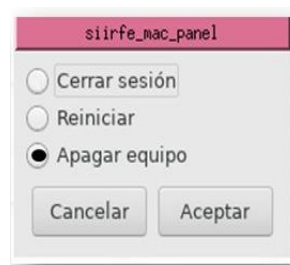 siirfe_mac_panel
Cerrar sesión
Reiniciar
Apagar equipo
Cancelar Aceptar